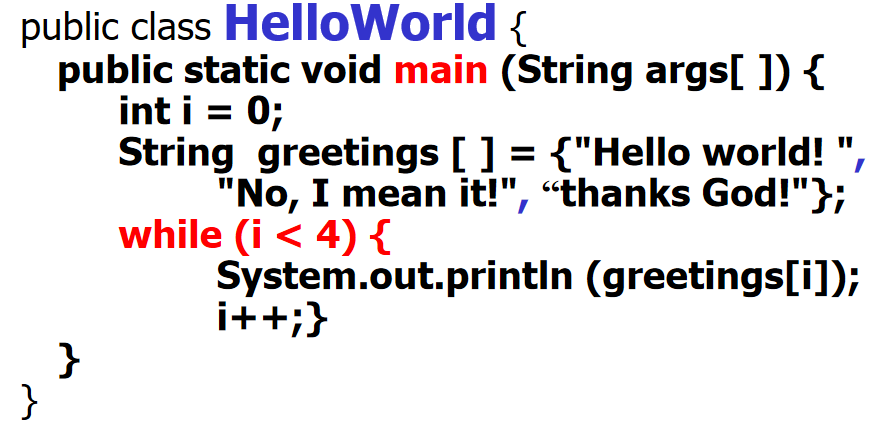 public class HelloWorld {
public static void main (String args[ ]) {
int i = 0;
String  greetings [ ] = {"Hello world! ",
"No, I mean it!", “thanks God!"};
while (i < 4) {
System.out.println (greetings[i]);
i++;}
}
}